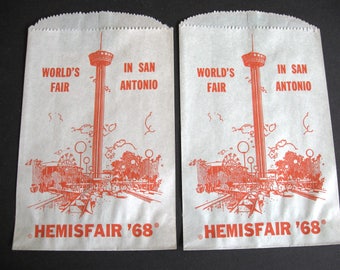 WORLD'S FAIR
IN SAN ANTONIO
HEMISFAIR '68
WORLD'S FAIR
IN SAN ANTONIO
HEMISFAIR '68